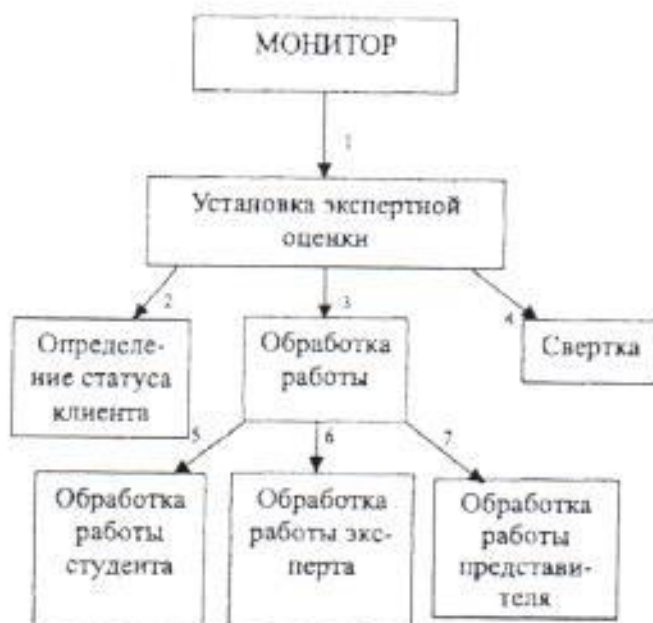 МОНИТОР
1
Установка экспертной
оценки
2
3
4
Определе-
ние статуса
клиента
Обработка
работы
Свертка
5
6
7
Обработка
работы
студента
Обработка
работы экс-
перта
Обработка
работы
представи-
теля